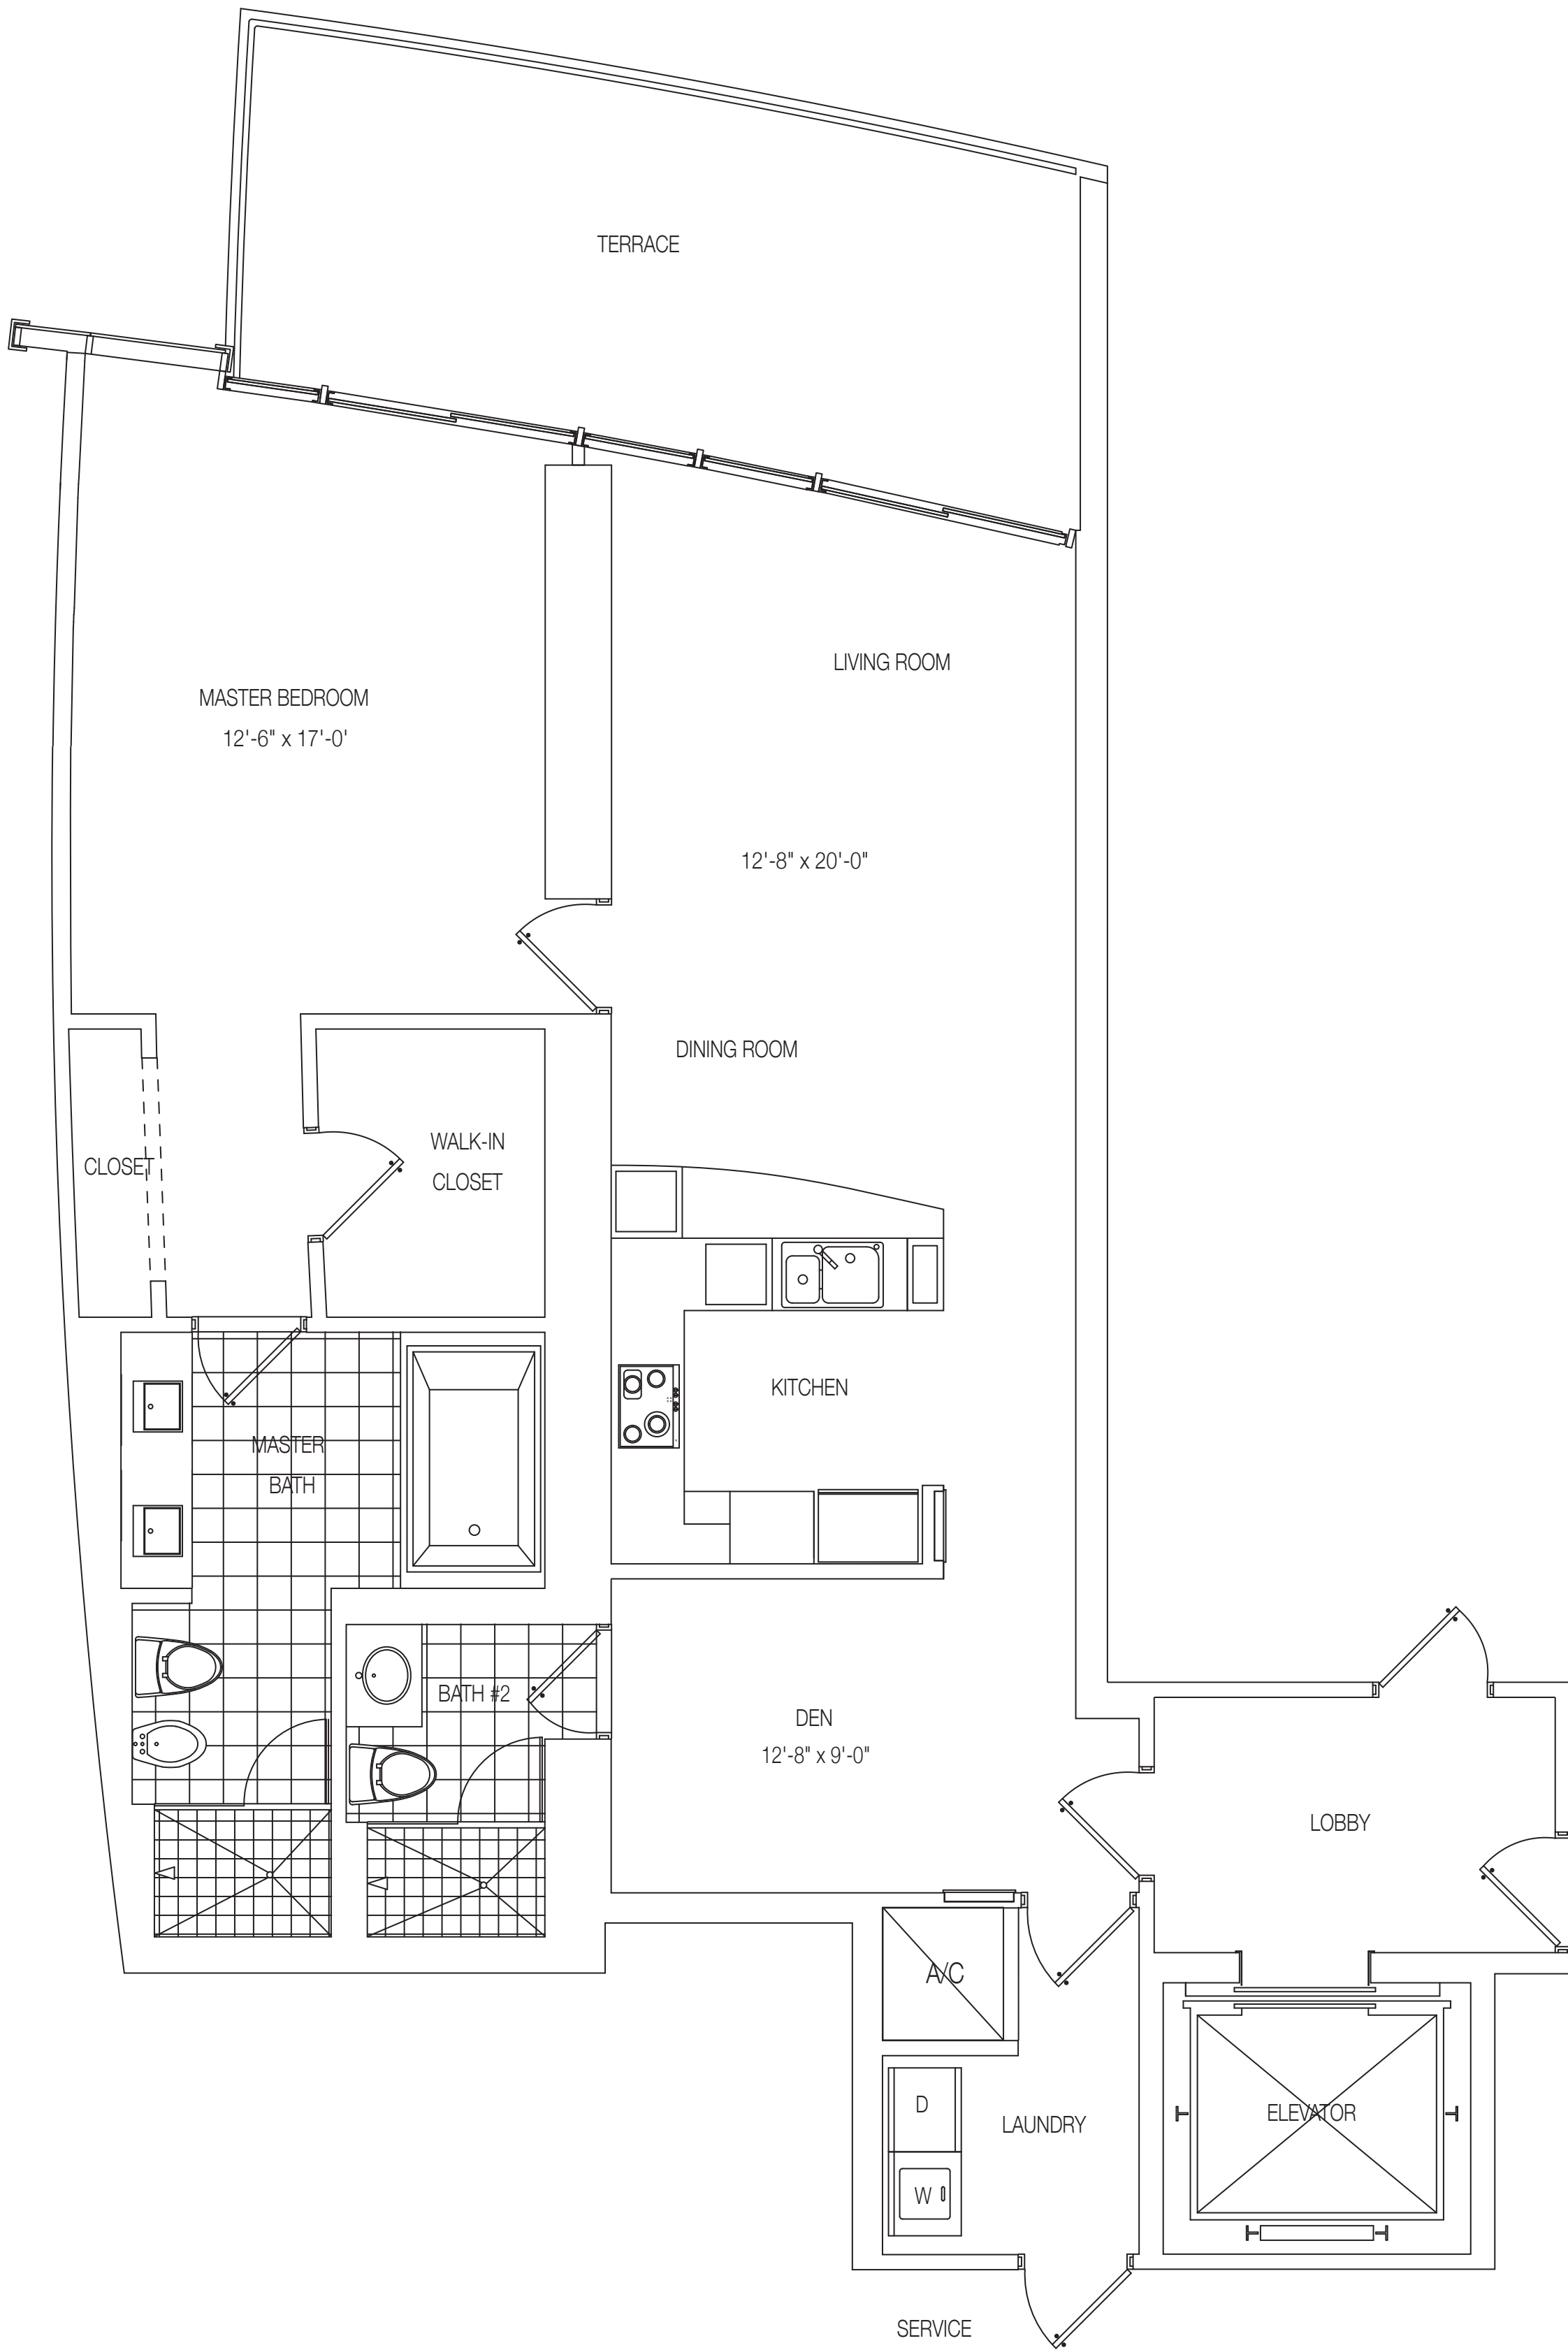 TERRACE
LIVING ROOM
MASTER BEDROOM
12'-6" x 17'-0'
12'-8" x 20'-0"
DINING ROOM
WALK-IN
CLOSET
CLOSET
KITCHEN
MASTER
BATH
BATH #2
DEN
12'-8" x 9'-0"
LOBBY
A/C
D
LAUNDRY
ELEVATOR
W
SERVICE